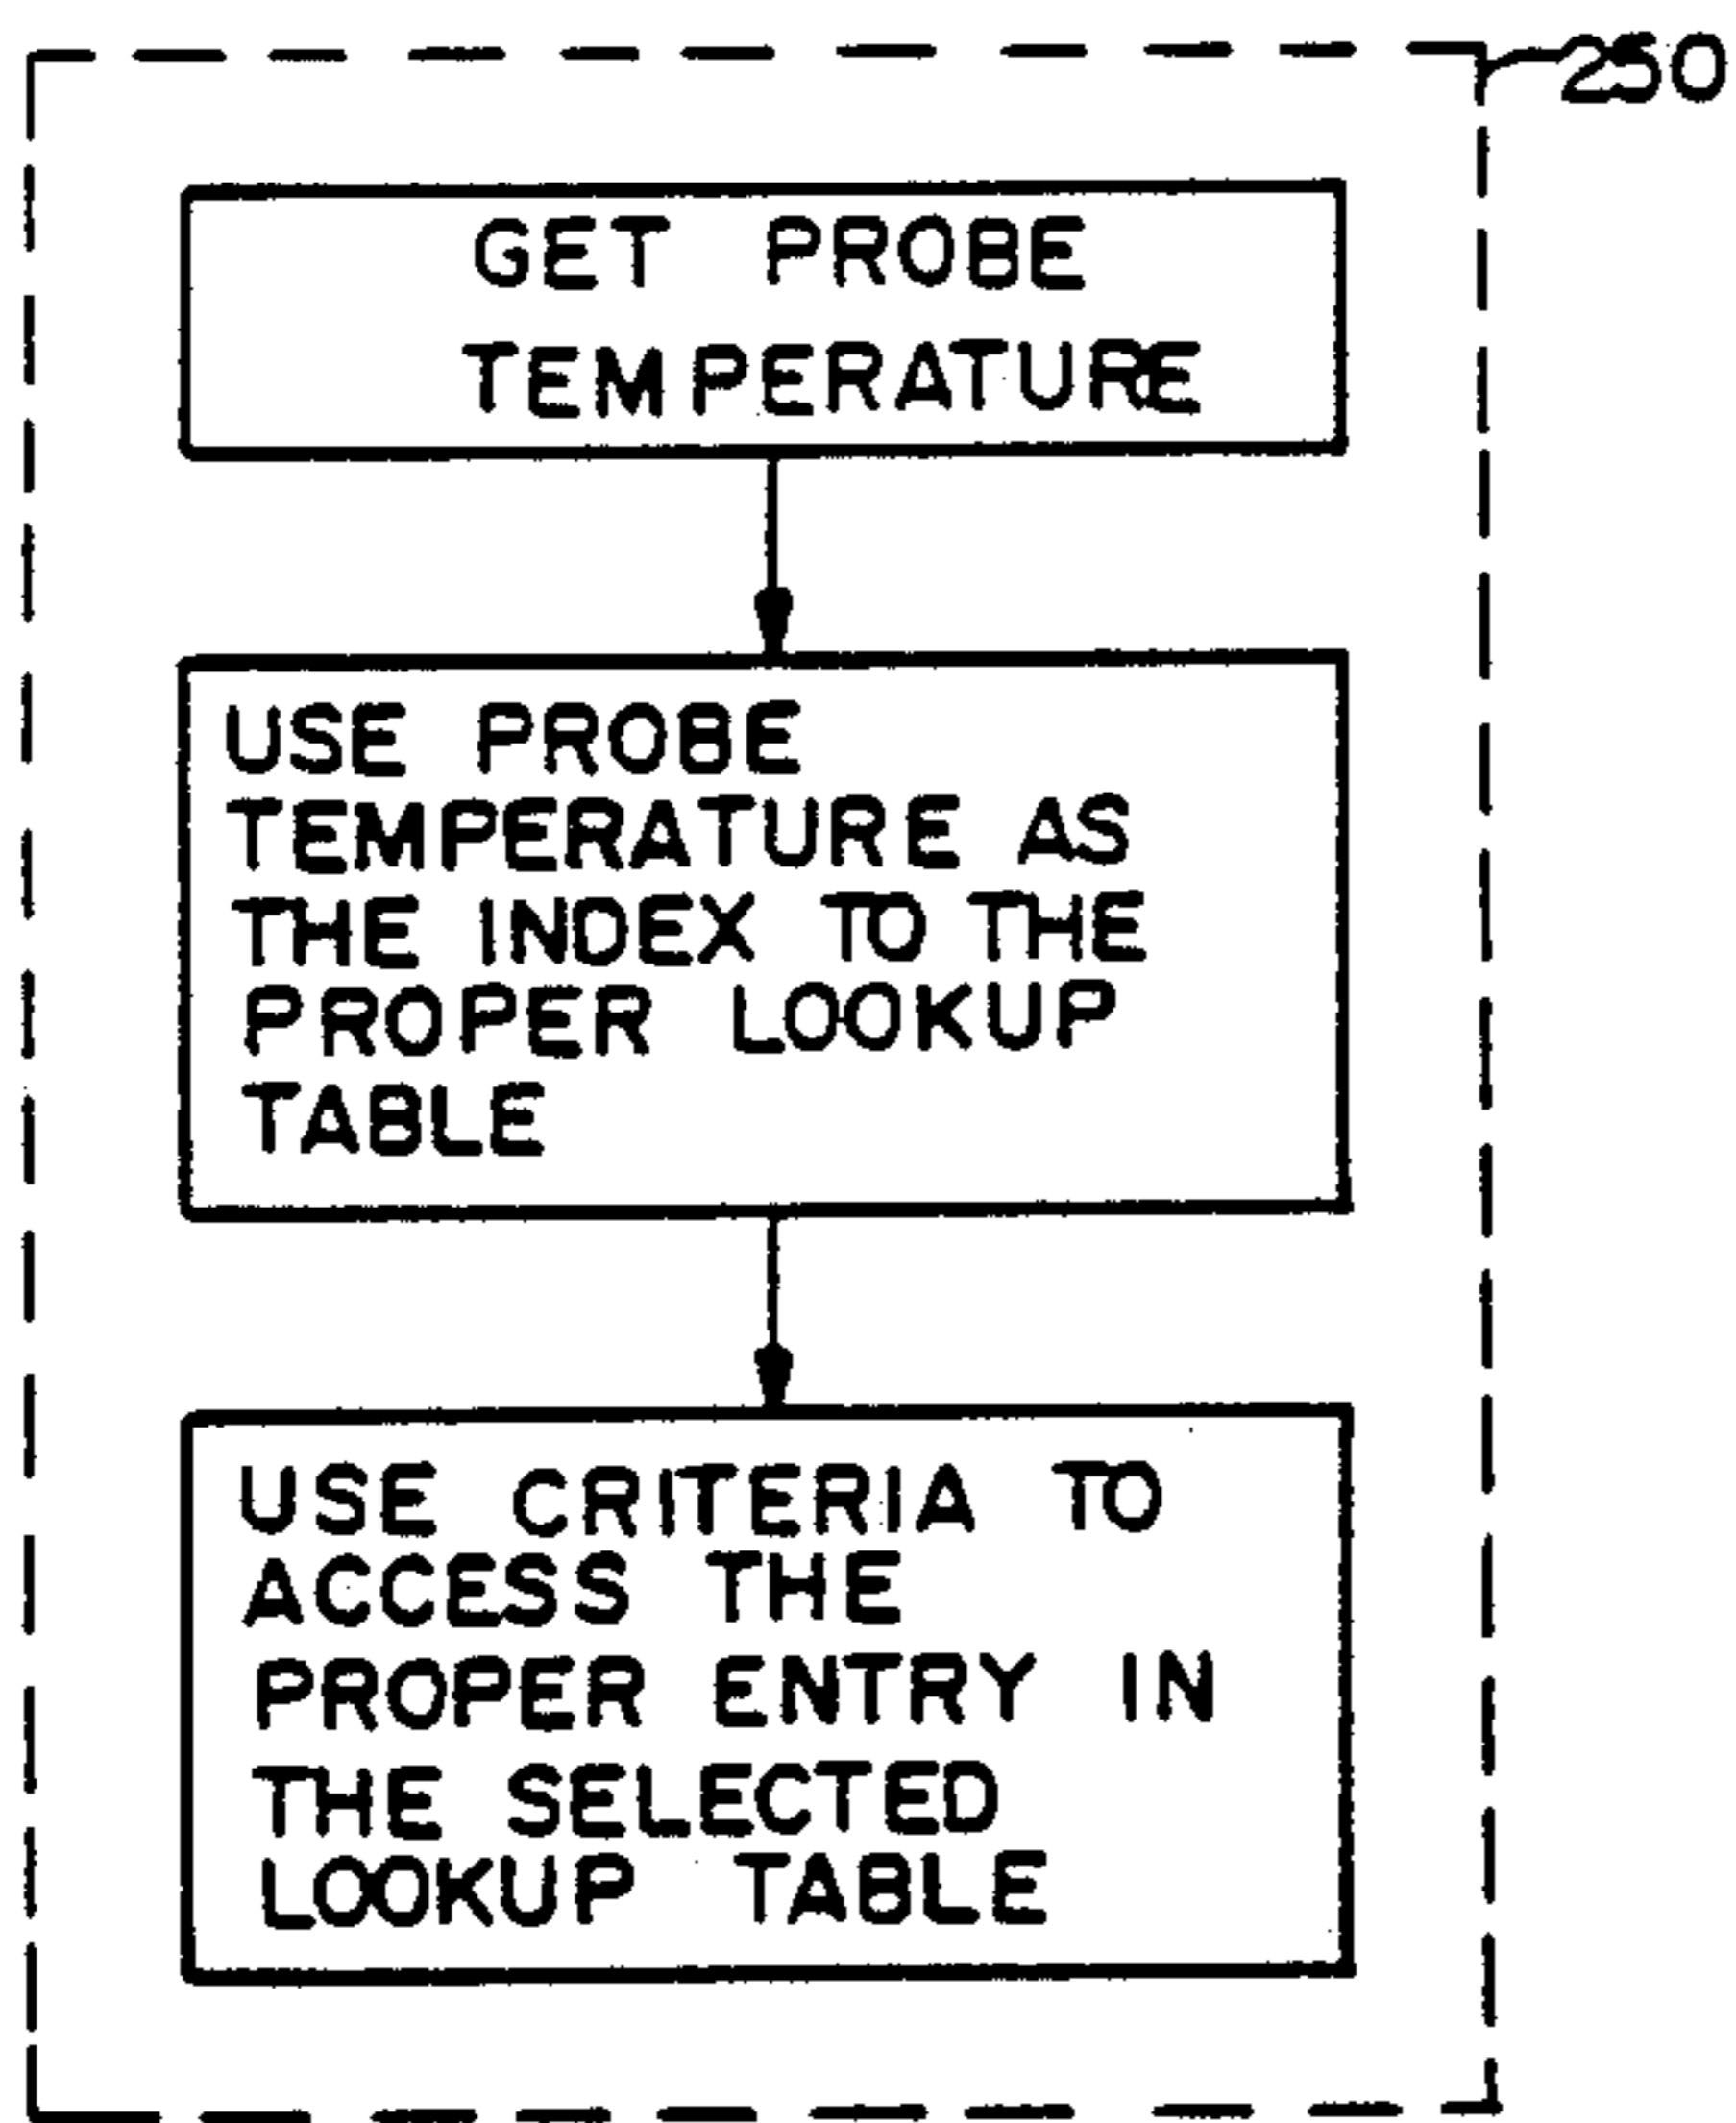 250
GET PROBE
TEMPERATURE
USE PROBE
TEMPERATURE AS
THE INDEX TO THE
PROPER LOOKUP
TABLE
USE CRITERIA TO
ACCESS THE
PROPER ENTRY IN
THE SELECTED
LOOKUP TABLE